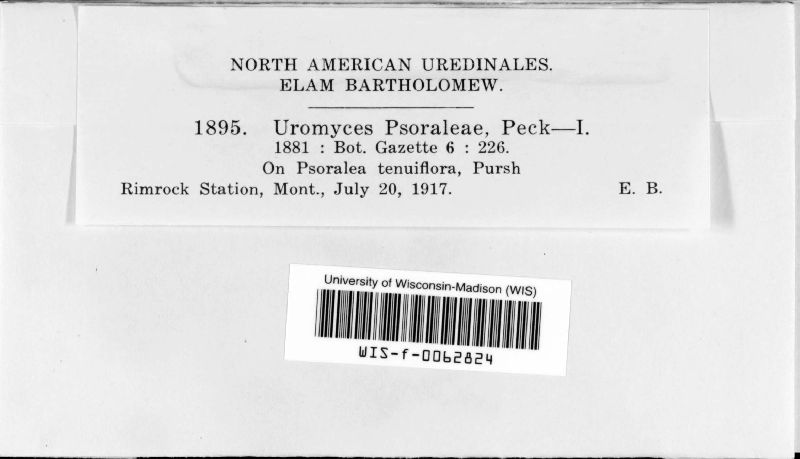 NORTH AMERICAN UREDINALES.
ELAM BARTHOLOMEW.
1895. Uromyces Psoraleae, Peck—I.
1881 : Bot. Gazette 6 : 226.
On Psoralea tenuiflora, Pursh
Rimrock Station, Mont., July 20, 1917. E. B.
University of Wisconsin-Madison (WIS)
WIS-f-0062824